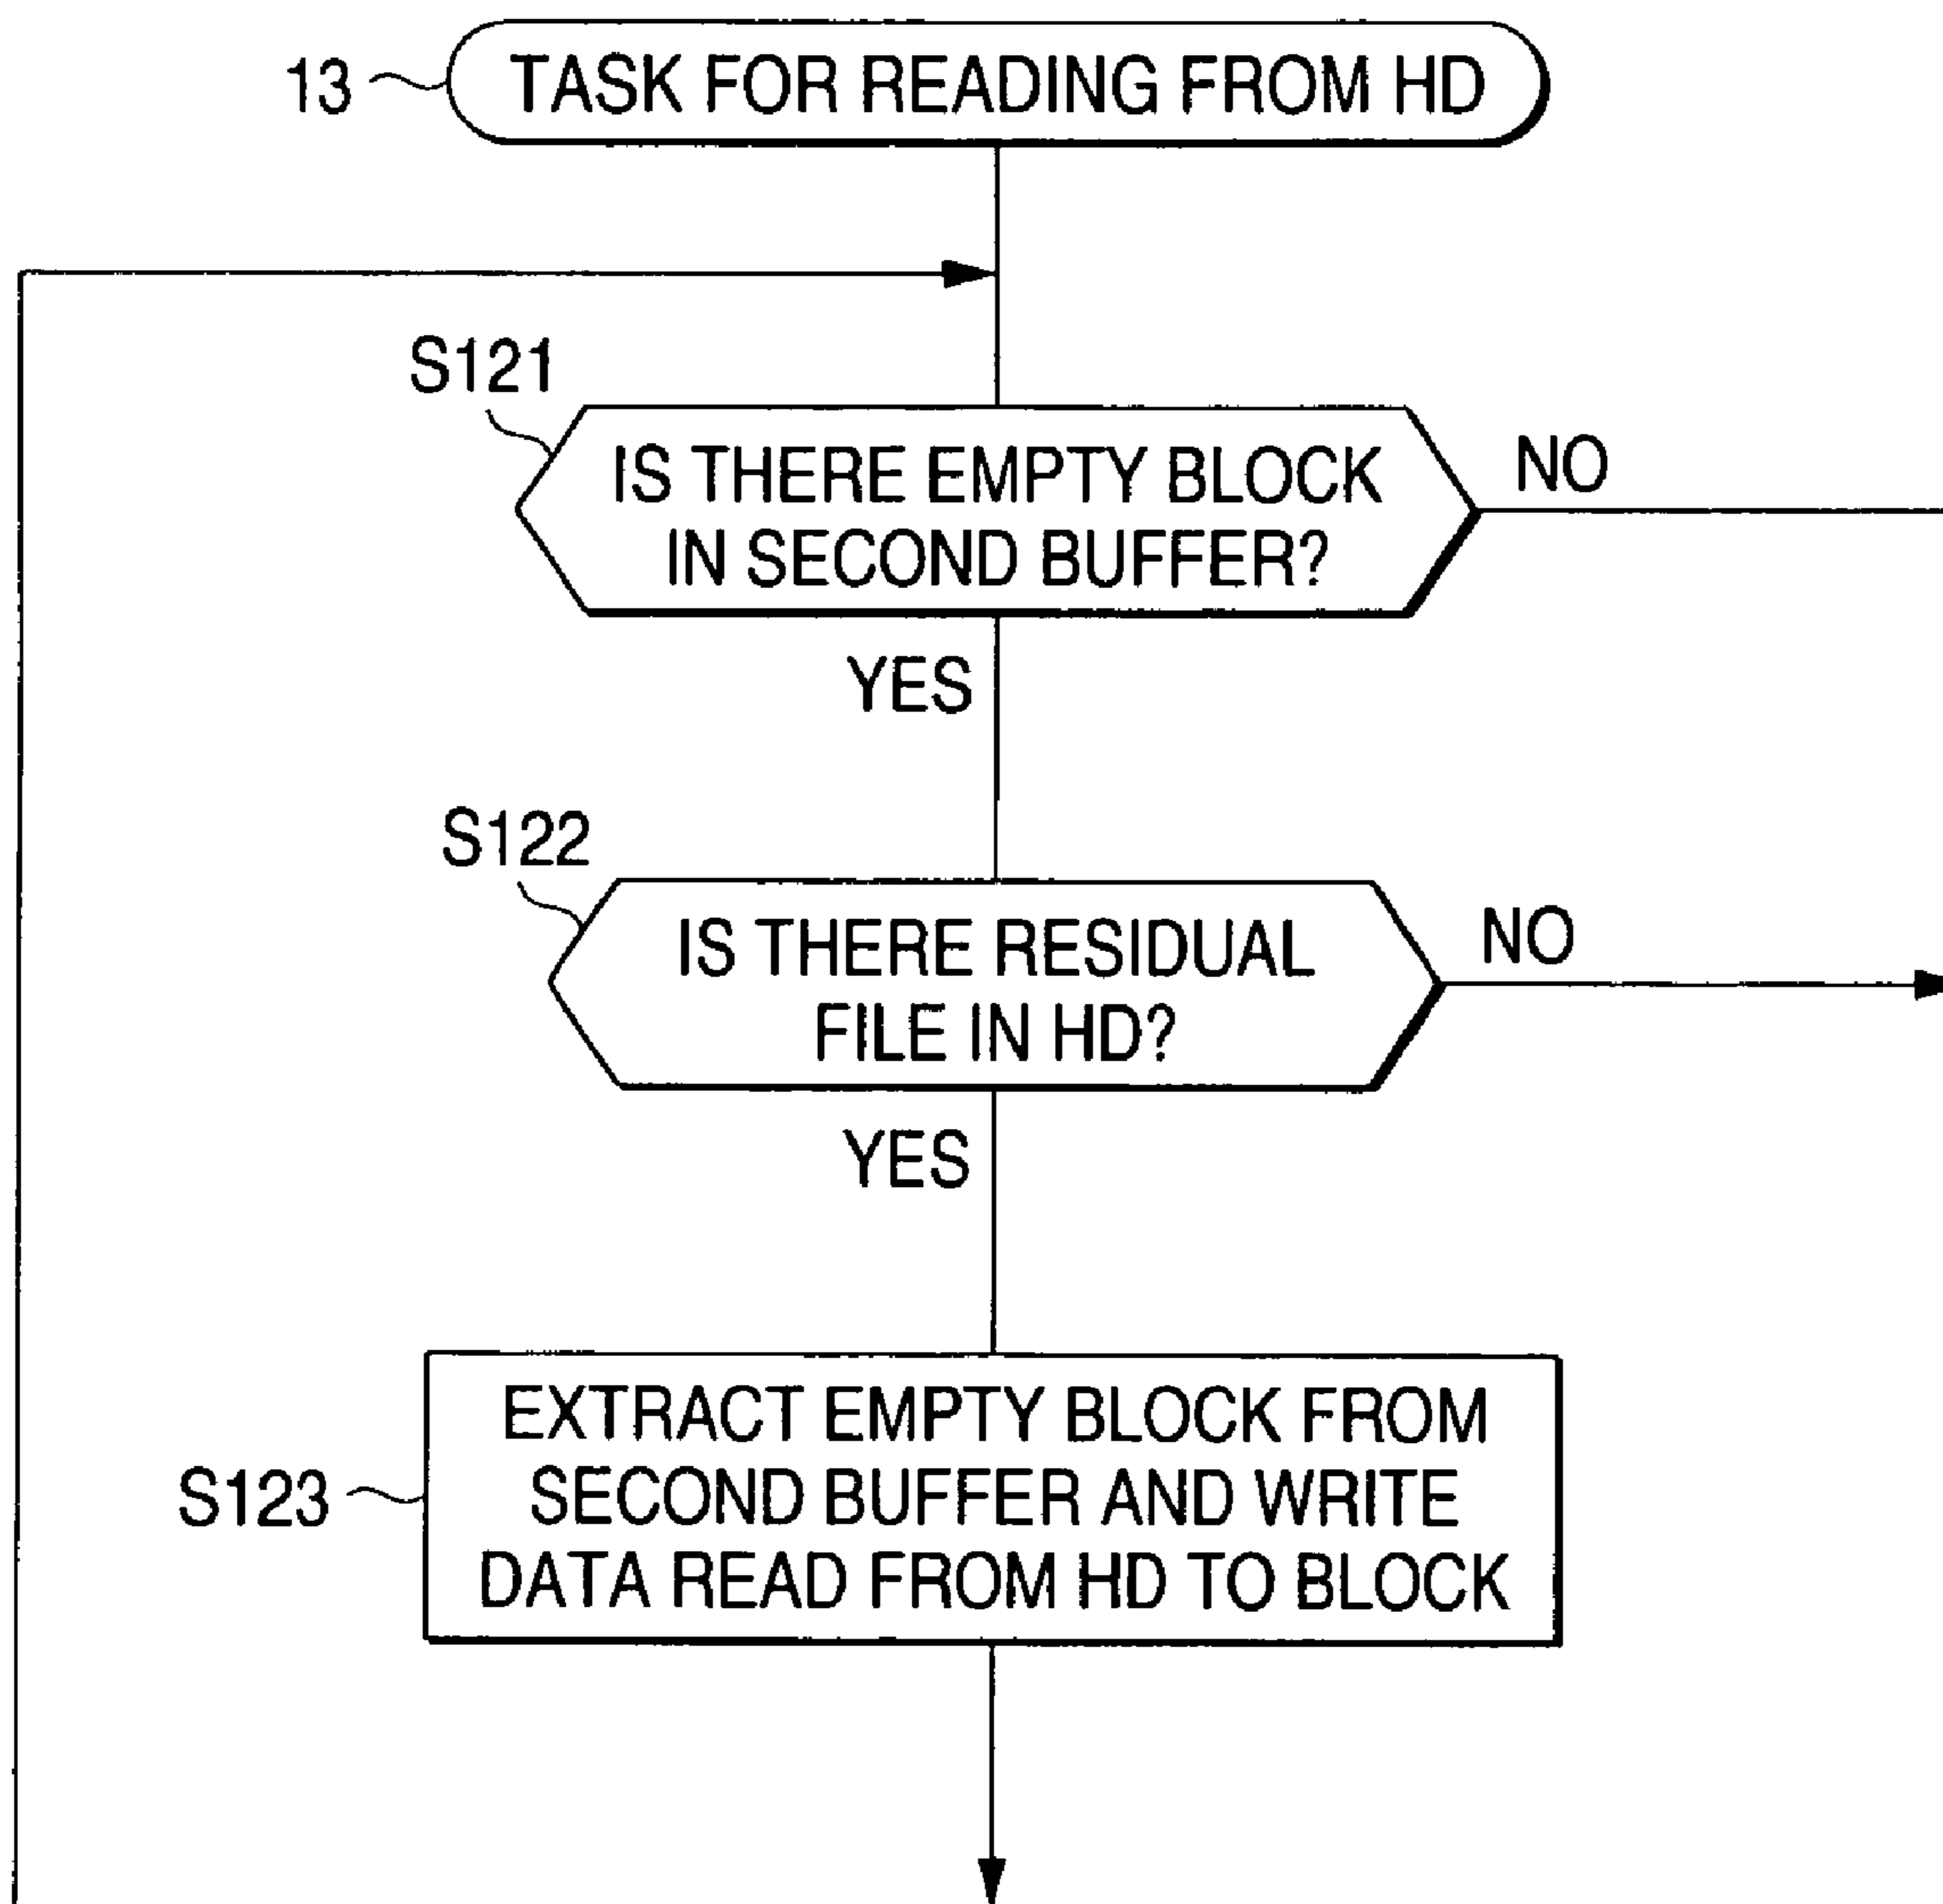 13
TASK FOR READING FROM HD
S121
IS THERE EMPTY BLOCK
IN SECOND BUFFER?
NO
YES
S122
IS THERE RESIDUAL
FILE IN HD?
NO
YES
S123
EXTRACT EMPTY BLOCK FROM
SECOND BUFFER AND WRITE
DATA READ FROM HD TO BLOCK